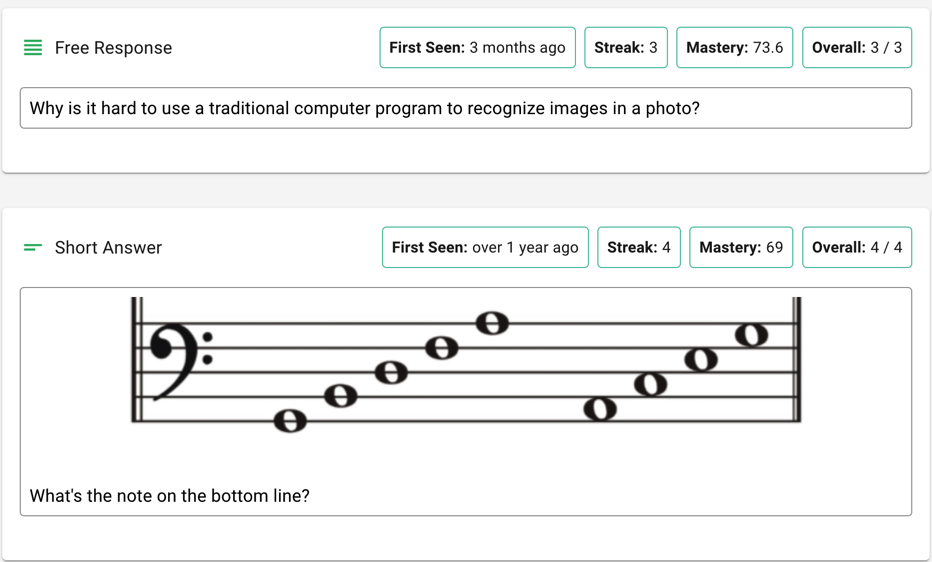 Free Response
First Seen: 3 months ago
Streak: 3
Mastery: 73.6
Overall: 3 / 3
Why is it hard to use a traditional computer program to recognize images in a photo?
Short Answer
First Seen: over 1 year ago
Streak: 4
Mastery: 69
Overall: 4 / 4
What's the note on the bottom line?